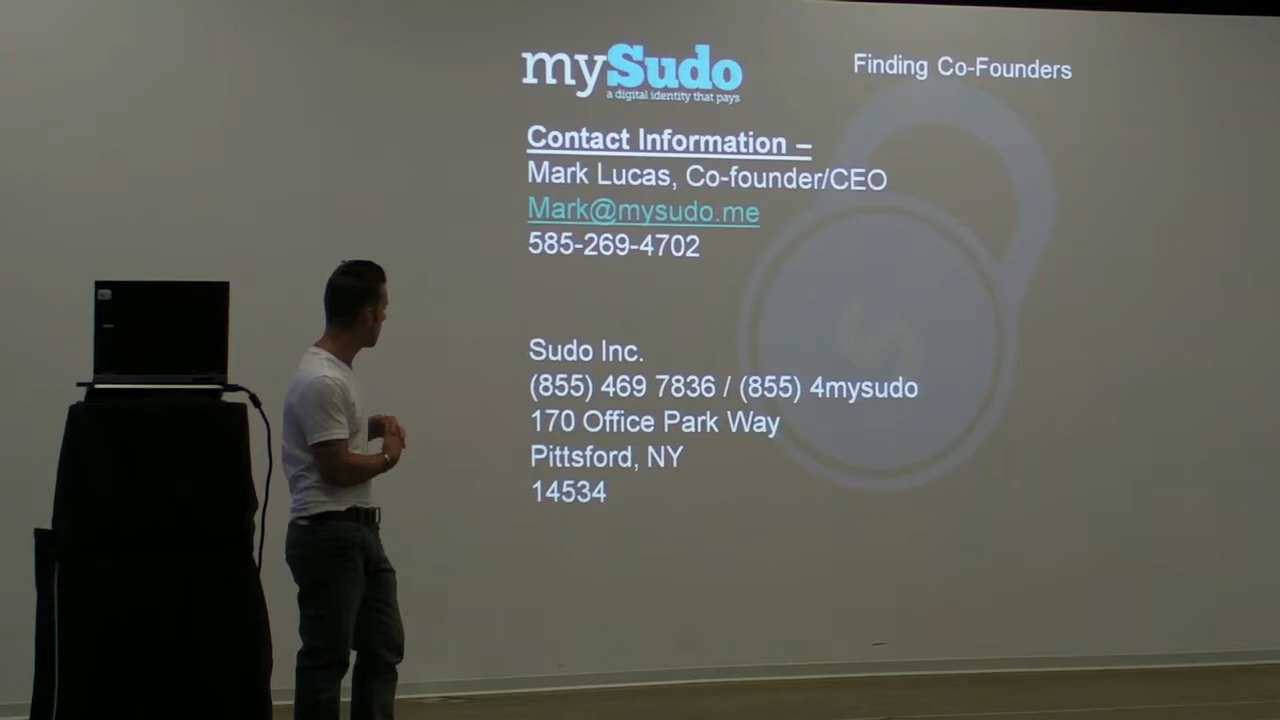 mySudo
a digital identity that pays
Finding Co-Founders
Contact Information –
Mark Lucas, Co-founder/CEO
Mark@mysudo.me
585-269-4702
Sudo Inc.
(855) 469 7836 / (855) 4mysudo
170 Office Park Way
Pittsford, NY
14534